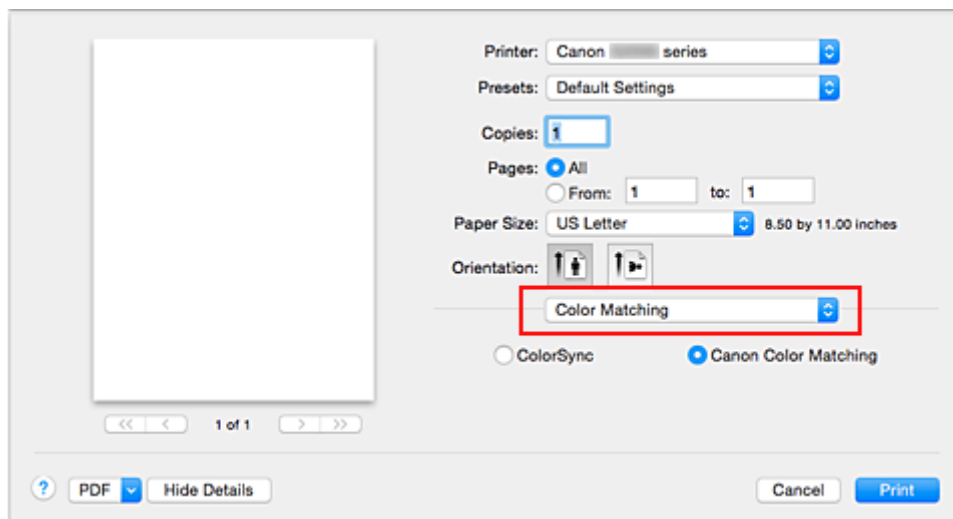 Printer: Canon series
Presets: Default Settings
Copies: 1
Pages: All
From: 1 to: 1
Paper Size: US Letter 8.50 by 11.00 inches
Orientation:
Color Matching
ColorSync Canon Color Matching
<< < 1 of 1 > >>
? PDF Hide Details Cancel Print